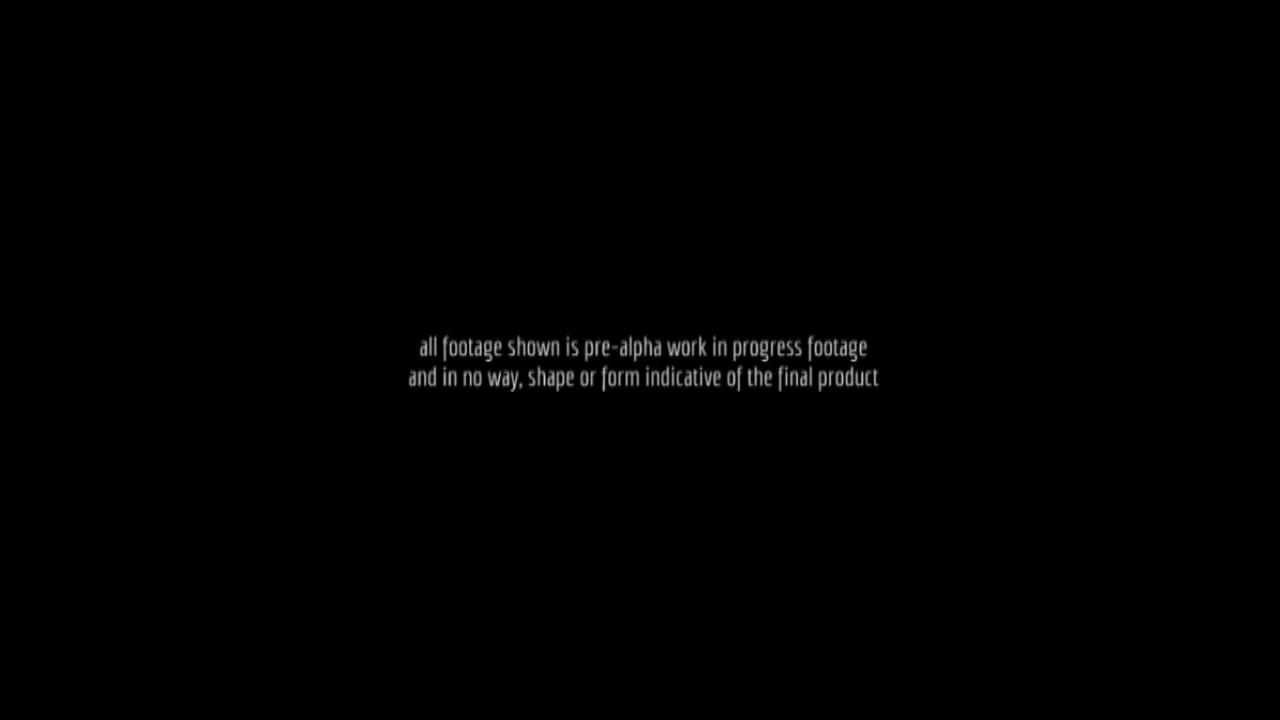 all footage shown is pre-alpha work in progress footage
and in no way, shape or form indicative of the final product